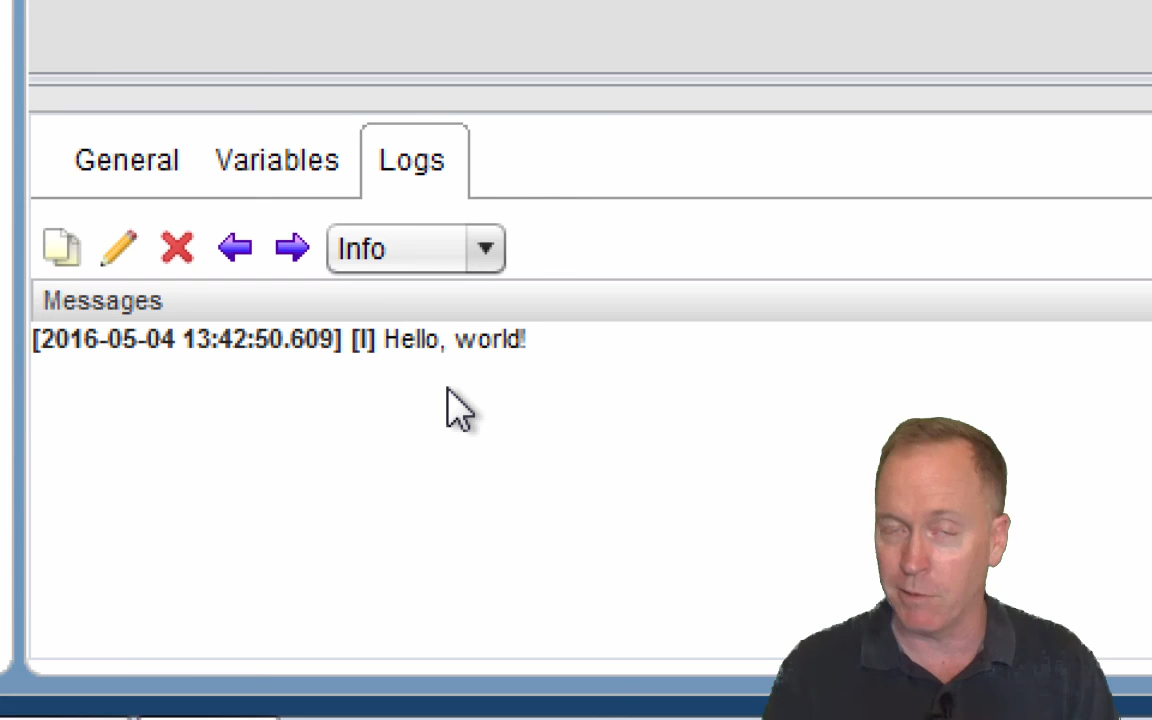 General Variables Logs
Info
Messages
[2016-05-04 13:42:50.609] [I] Hello, world!